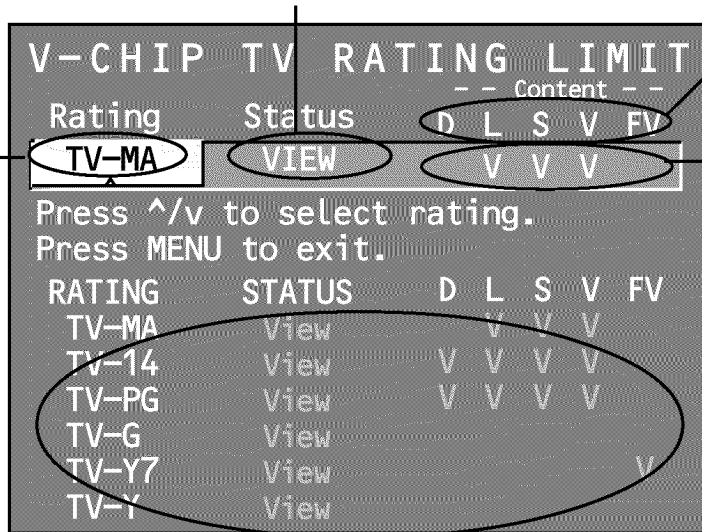 V-CHIP TV RATING LIMIT
-- Content --
Rating Status D L S V FV
TV-MA VIEW V V V
Press ^/v to select rating.
Press MENU to exit.
RATING STATUS D L S V FV
TV-MA View V V V
TV-14 View V V V V
TV-PG View V V V V
TV-G View
TV-Y7 View V
TV-Y View